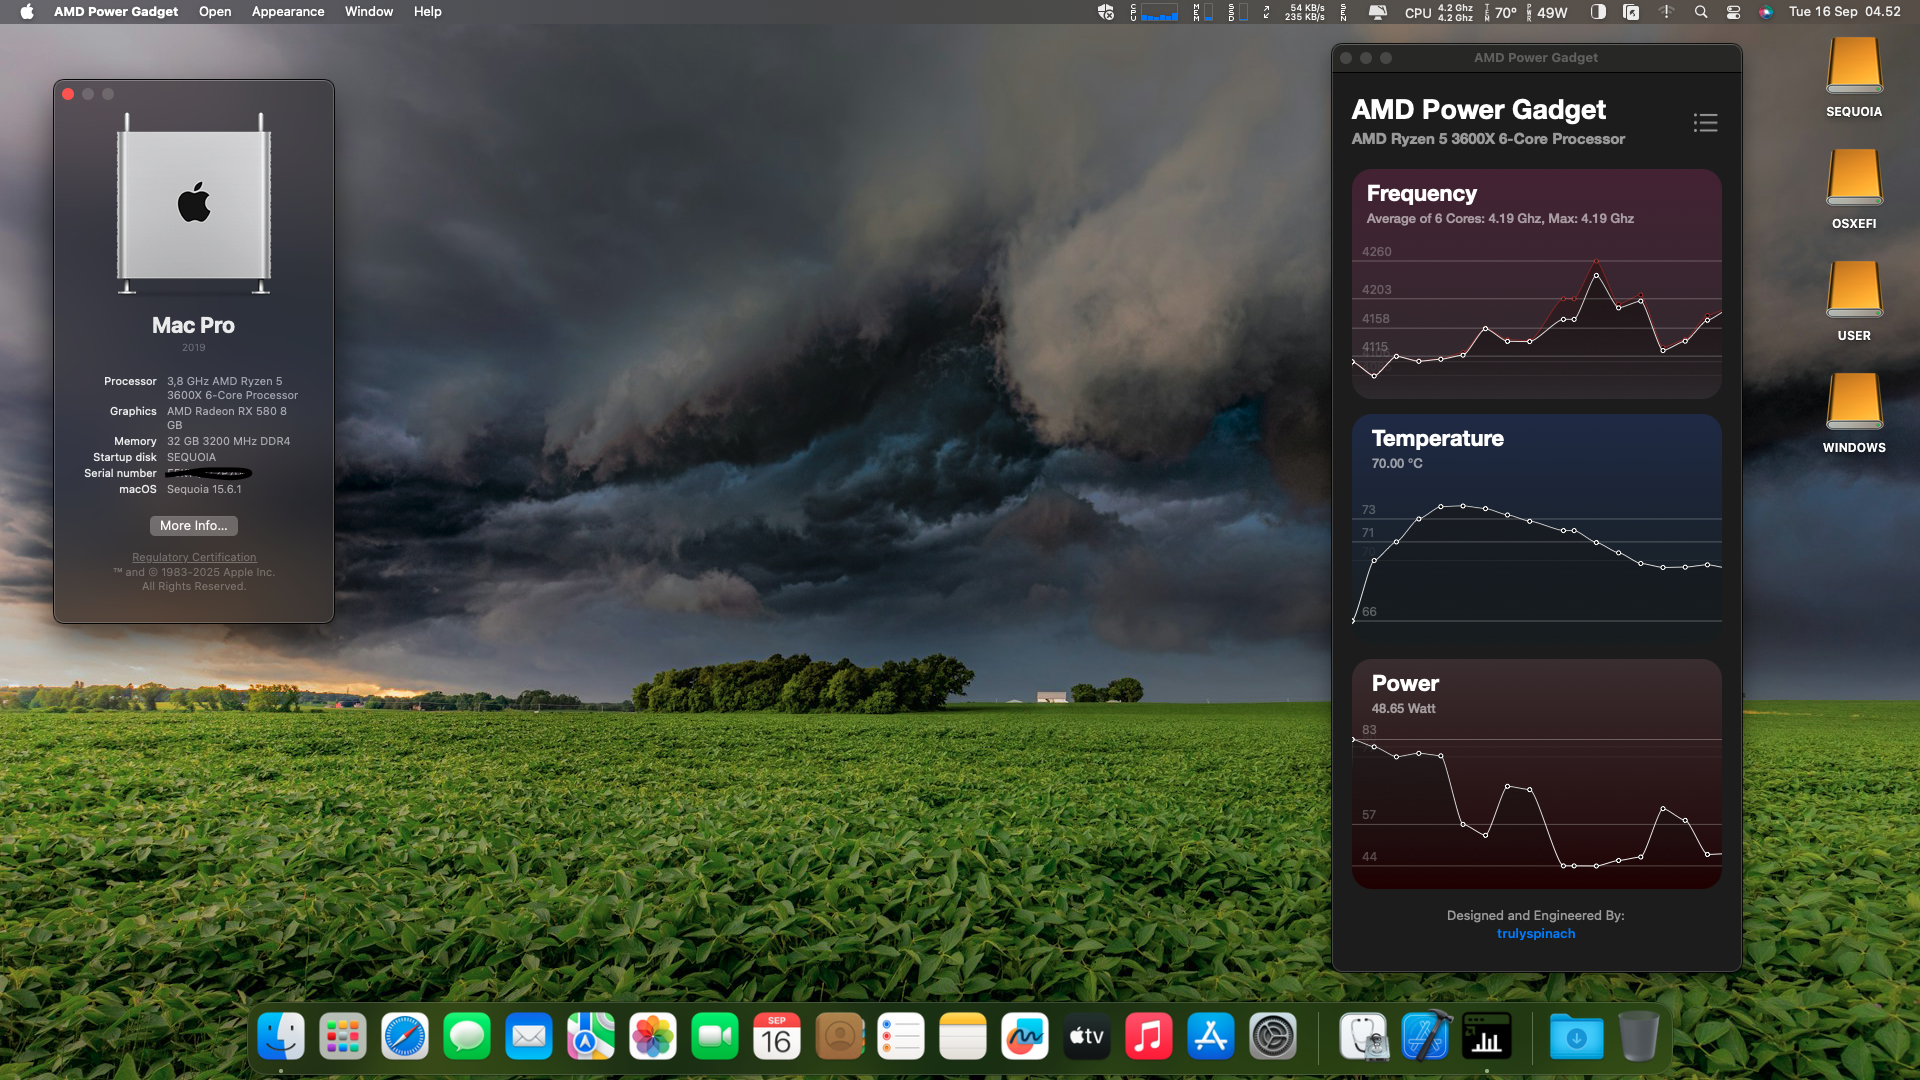 AMD Power Gadget Open Appearance Window Help
CPU MEM SSD 54 KB/s 235 KB/s SEN CPU 4.2 Ghz 4.2 Ghz 70° 49W Tue 16 Sep 04.52
Mac Pro
2019
Processor 3,8 GHz AMD Ryzen 5
3600X 6-Core Processor
Graphics AMD Radeon RX 580 8
GB
Memory 32 GB 3200 MHz DDR4
Startup disk SEQUOIA
Serial number
macOS Sequoia 15.6.1
More Info...
Regulatory Certification
™ and © 1983-2025 Apple Inc.
All Rights Reserved.
AMD Power Gadget
AMD Power Gadget
AMD Ryzen 5 3600X 6-Core Processor
Frequency
Average of 6 Cores: 4.19 Ghz, Max: 4.19 Ghz
4260
4203
4158
4115
Temperature
70.00 °C
73
71
66
Power
48.65 Watt
83
57
44
Designed and Engineered By:
trulyspinach
SEQUOIA
OSXEFI
USER
WINDOWS
SEP
16
tv